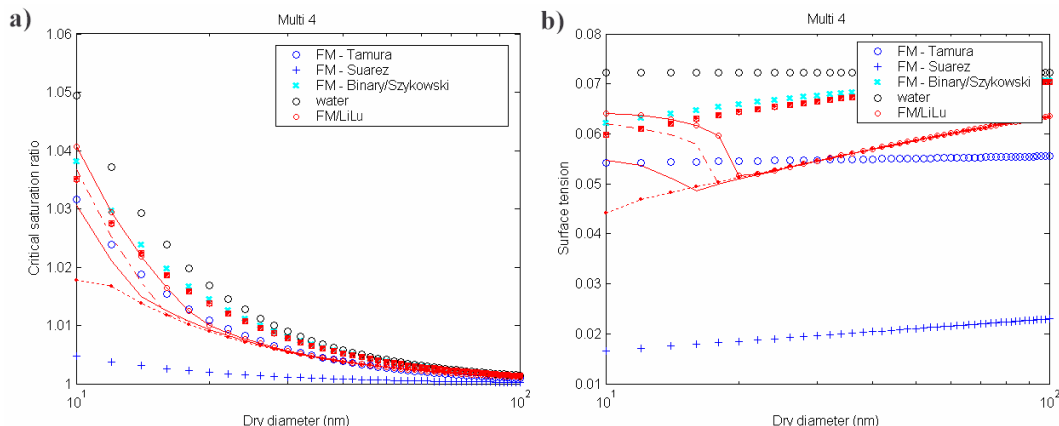 a)
Multi 4
1.06
1.05
1.04
1.03
1.02
1.01
1
Critical saturation ratio
FM - Tamura
FM - Suarez
FM - Binary/Szykowski
water
FM/LiLu
10^1
10^2
Dry diameter (nm)
b)
Multi 4
0.08
0.07
0.06
0.05
0.04
0.03
0.02
0.01
Surface tension
FM - Tamura
FM - Suarez
FM - Binary/Szykowski
water
FM/LiLu
10^1
10^2
Dry diameter (nm)